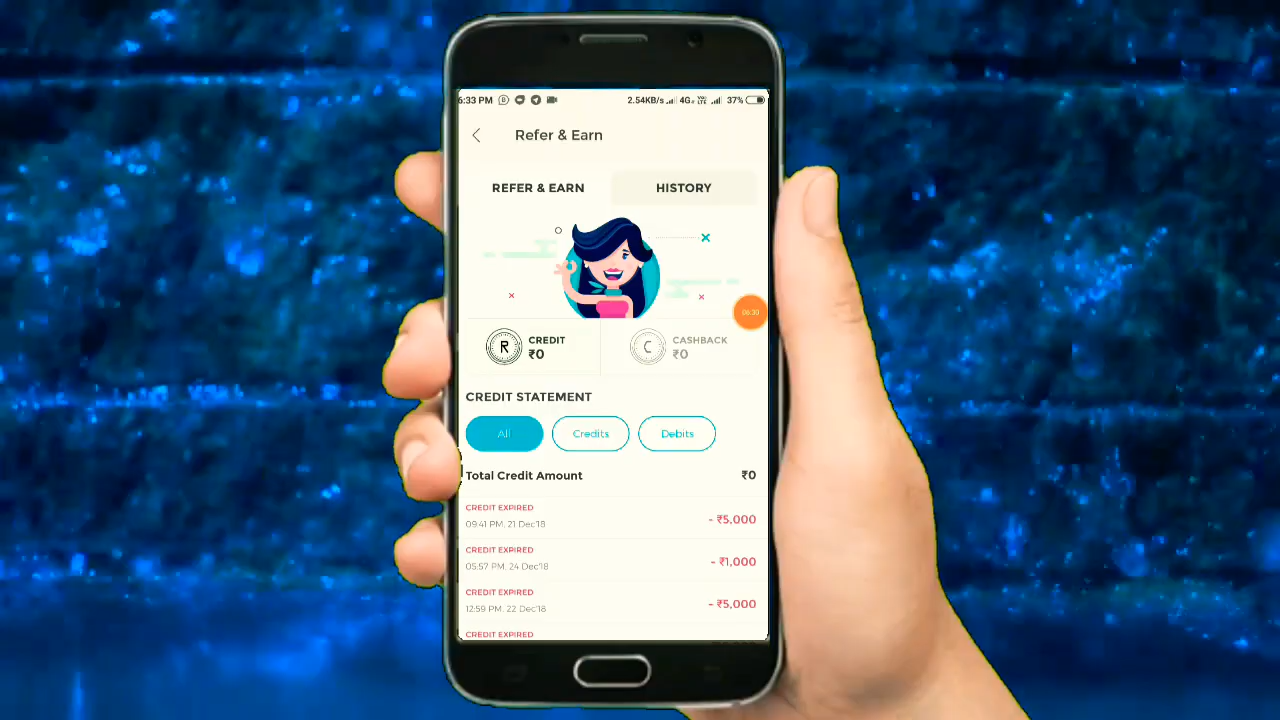 6:33 PM
2.54KB/s 4G 37%
Refer & Earn
REFER & EARN
HISTORY
06:30
R
CREDIT
₹0
C
CASHBACK
₹0
CREDIT STATEMENT
All
Credits
Debits
Total Credit Amount
₹0
CREDIT EXPIRED
09:41 PM, 21 Dec'18
- ₹5,000
CREDIT EXPIRED
05:57 PM, 24 Dec'18
- ₹1,000
CREDIT EXPIRED
12:59 PM, 22 Dec'18
- ₹5,000
CREDIT EXPIRED